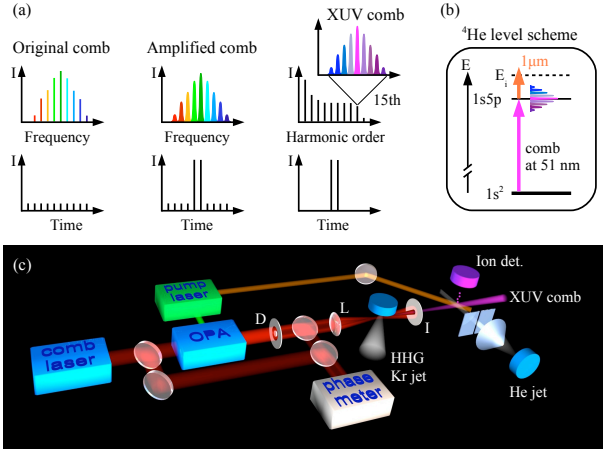 (a)
XUV comb
Original comb
Amplified comb
I
I
I
15th
Frequency
Frequency
Harmonic order
I
I
I
Time
Time
Time
(b)
⁴He level scheme
E
1μm
Eᵢ
1s5p
comb
at 51 nm
1s²
(c)
Ion det.
pump
laser
XUV comb
D
L
I
OPA
comb
laser
HHG
Kr jet
phase
meter
He jet